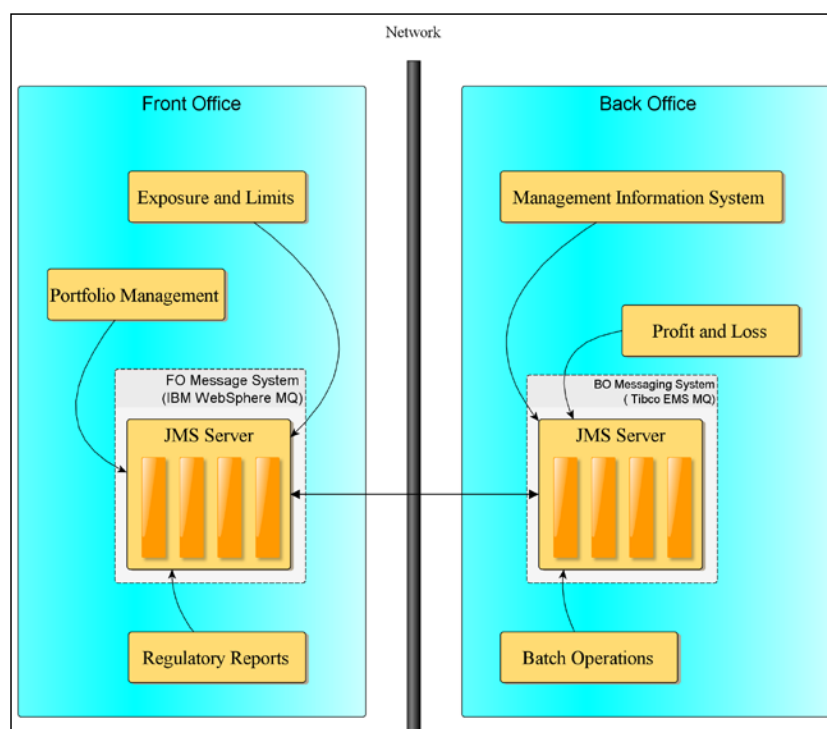 Network
Front Office
Exposure and Limits
Portfolio Management
FO Message System
(IBM WebSphere MQ)
JMS Server
Regulatory Reports
Back Office
Management Information System
Profit and Loss
BO Messaging System
( Tibco EMS MQ)
JMS Server
Batch Operations